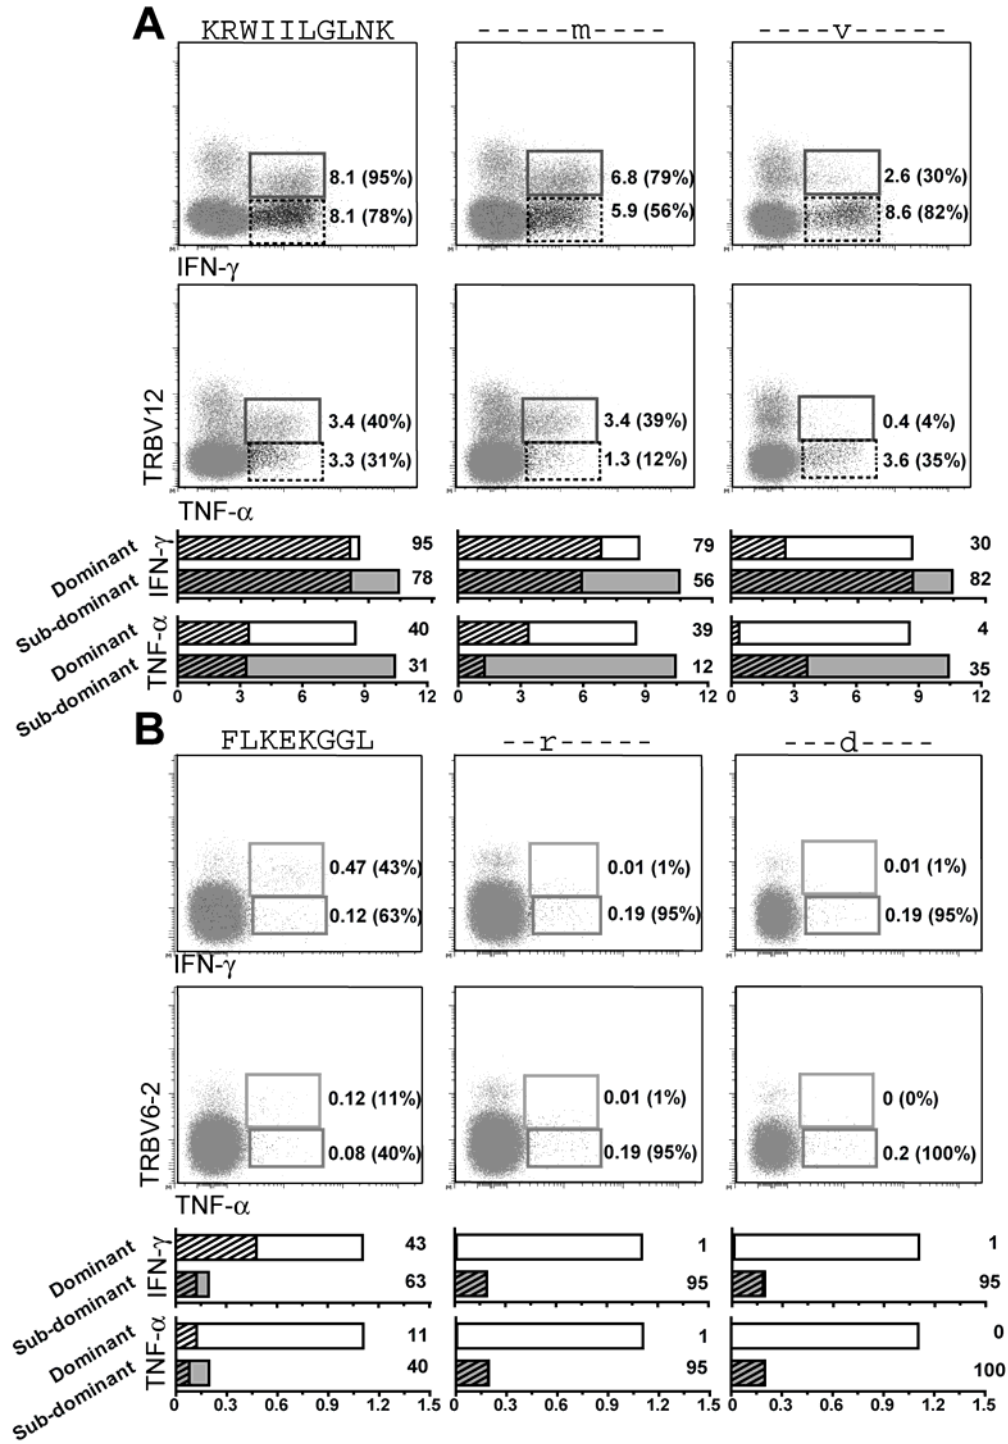 A
KRWIILGLNK
-----m----
----v-----
8.1 (95%)
8.1 (78%)
6.8 (79%)
5.9 (56%)
2.6 (30%)
8.6 (82%)
IFN-γ
TRBV12
3.4 (40%)
3.3 (31%)
3.4 (39%)
1.3 (12%)
0.4 (4%)
3.6 (35%)
TNF-α
Dominant
Sub-dominant
IFN-γ
95
78
79
56
30
82
Dominant
Sub-dominant
TNF-α
40
31
39
12
4
35
0 3 6 9 12
0 3 6 9 12
0 3 6 9 12
B
FLKEKGGL
--r-----
---d----
0.47 (43%)
0.12 (63%)
0.01 (1%)
0.19 (95%)
0.01 (1%)
0.19 (95%)
IFN-γ
TRBV6-2
0.12 (11%)
0.08 (40%)
0.01 (1%)
0.19 (95%)
0 (0%)
0.2 (100%)
TNF-α
Dominant
Sub-dominant
IFN-γ
43
63
1
95
1
95
Dominant
Sub-dominant
TNF-α
11
40
1
95
0
100
0 0.3 0.6 0.9 1.2 1.5
0 0.3 0.6 0.9 1.2 1.5
0 0.3 0.6 0.9 1.2 1.5